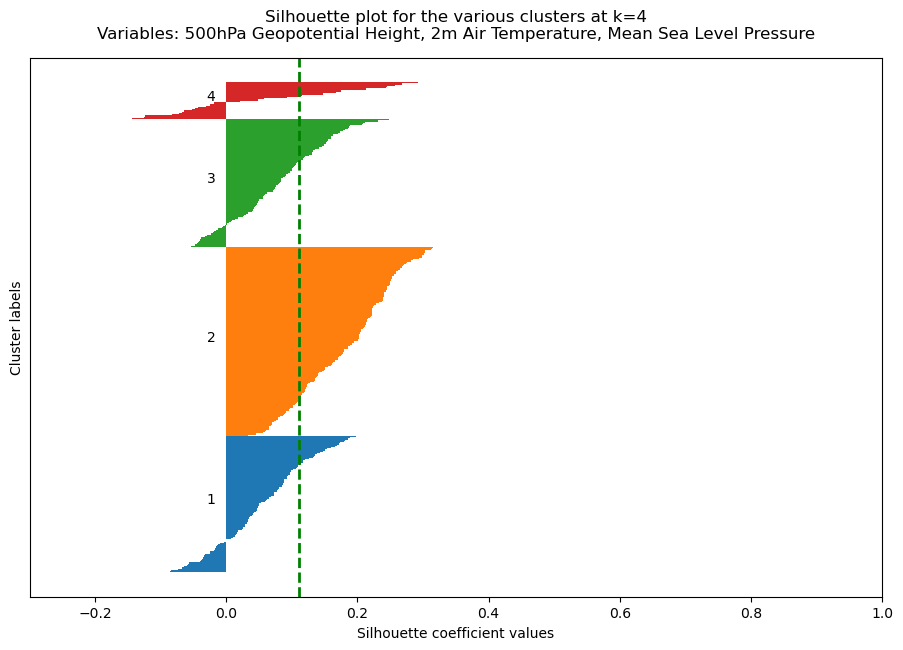 Silhouette plot for the various clusters at k=4
Variables: 500hPa Geopotential Height, 2m Air Temperature, Mean Sea Level Pressure
4
3
2
1
Cluster labels
−0.2 0.0 0.2 0.4 0.6 0.8 1.0
Silhouette coefficient values